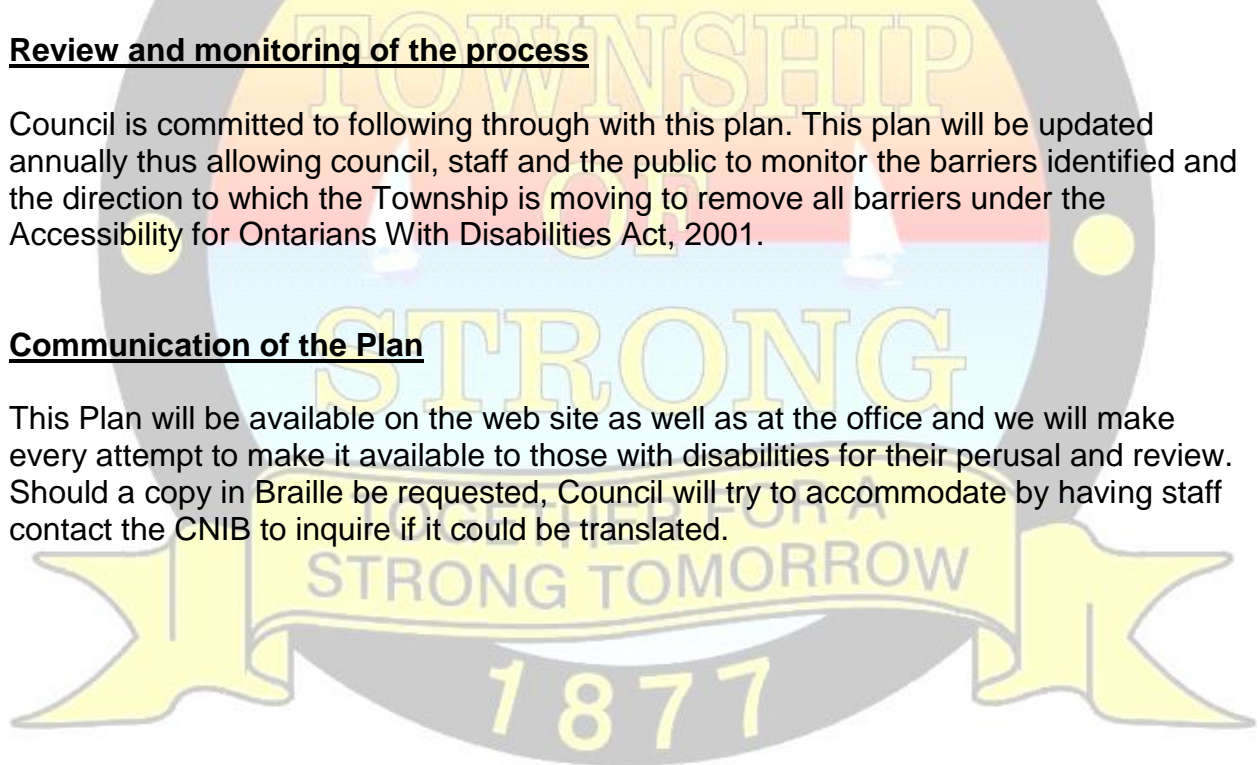 Review and monitoring of the process
Council is committed to following through with this plan. This plan will be updated
annually thus allowing council, staff and the public to monitor the barriers identified and
the direction to which the Township is moving to remove all barriers under the
Accessibility for Ontarians With Disabilities Act, 2001.
Communication of the Plan
This Plan will be available on the web site as well as at the office and we will make
every attempt to make it available to those with disabilities for their perusal and review.
Should a copy in Braille be requested, Council will try to accommodate by having staff
contact the CNIB to inquire if it could be translated.
TOWNSHIP
OF
STRONG
TOGETHER FOR A
STRONG TOMORROW
1877